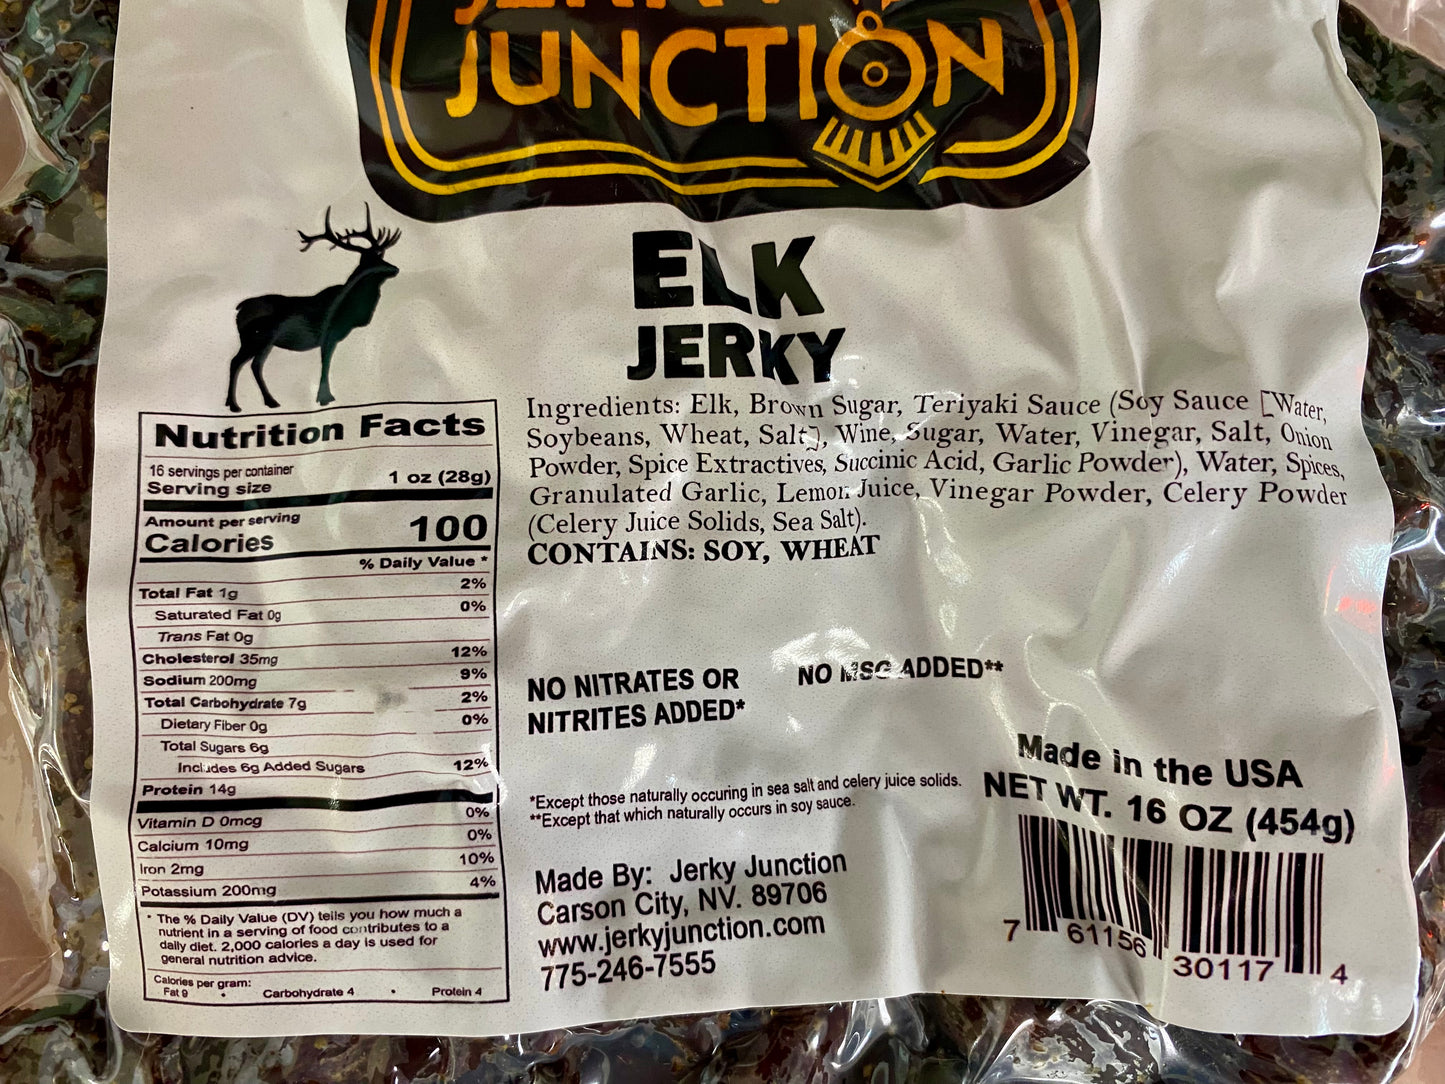 JUNCTION
ELK
JERKY
Ingredients: Elk, Brown Sugar, Teriyaki Sauce (Soy Sauce [Water,
Soybeans, Wheat, Salt], Wine, Sugar, Water, Vinegar, Salt, Onion
Powder, Spice Extractives, Succinic Acid, Garlic Powder), Water, Spices,
Granulated Garlic, Lemon Juice, Vinegar Powder, Celery Powder
(Celery Juice Solids, Sea Salt).
CONTAINS: SOY, WHEAT
Nutrition Facts
16 servings per container
Serving size 1 oz (28g)
Amount per serving
Calories 100
% Daily Value *
Total Fat 1g 2%
Saturated Fat 0g 0%
Trans Fat 0g
Cholesterol 35mg 12%
Sodium 200mg 9%
Total Carbohydrate 7g 2%
Dietary Fiber 0g 0%
Total Sugars 6g
Includes 6g Added Sugars 12%
Protein 14g
Vitamin D 0mcg 0%
Calcium 10mg 0%
Iron 2mg 10%
Potassium 200mg 4%
* The % Daily Value (DV) tells you how much a
nutrient in a serving of food contributes to a
daily diet. 2,000 calories a day is used for
general nutrition advice.
Calories per gram:
Fat 9 • Carbohydrate 4 • Protein 4
NO NITRATES OR
NITRITES ADDED*
NO MSG ADDED**
*Except those naturally occuring in sea salt and celery juice solids.
**Except that which naturally occurs in soy sauce.
Made By: Jerky Junction
Carson City, NV. 89706
www.jerkyjunction.com
775-246-7555
Made in the USA
NET WT. 16 OZ (454g)
7 61156 30117 4